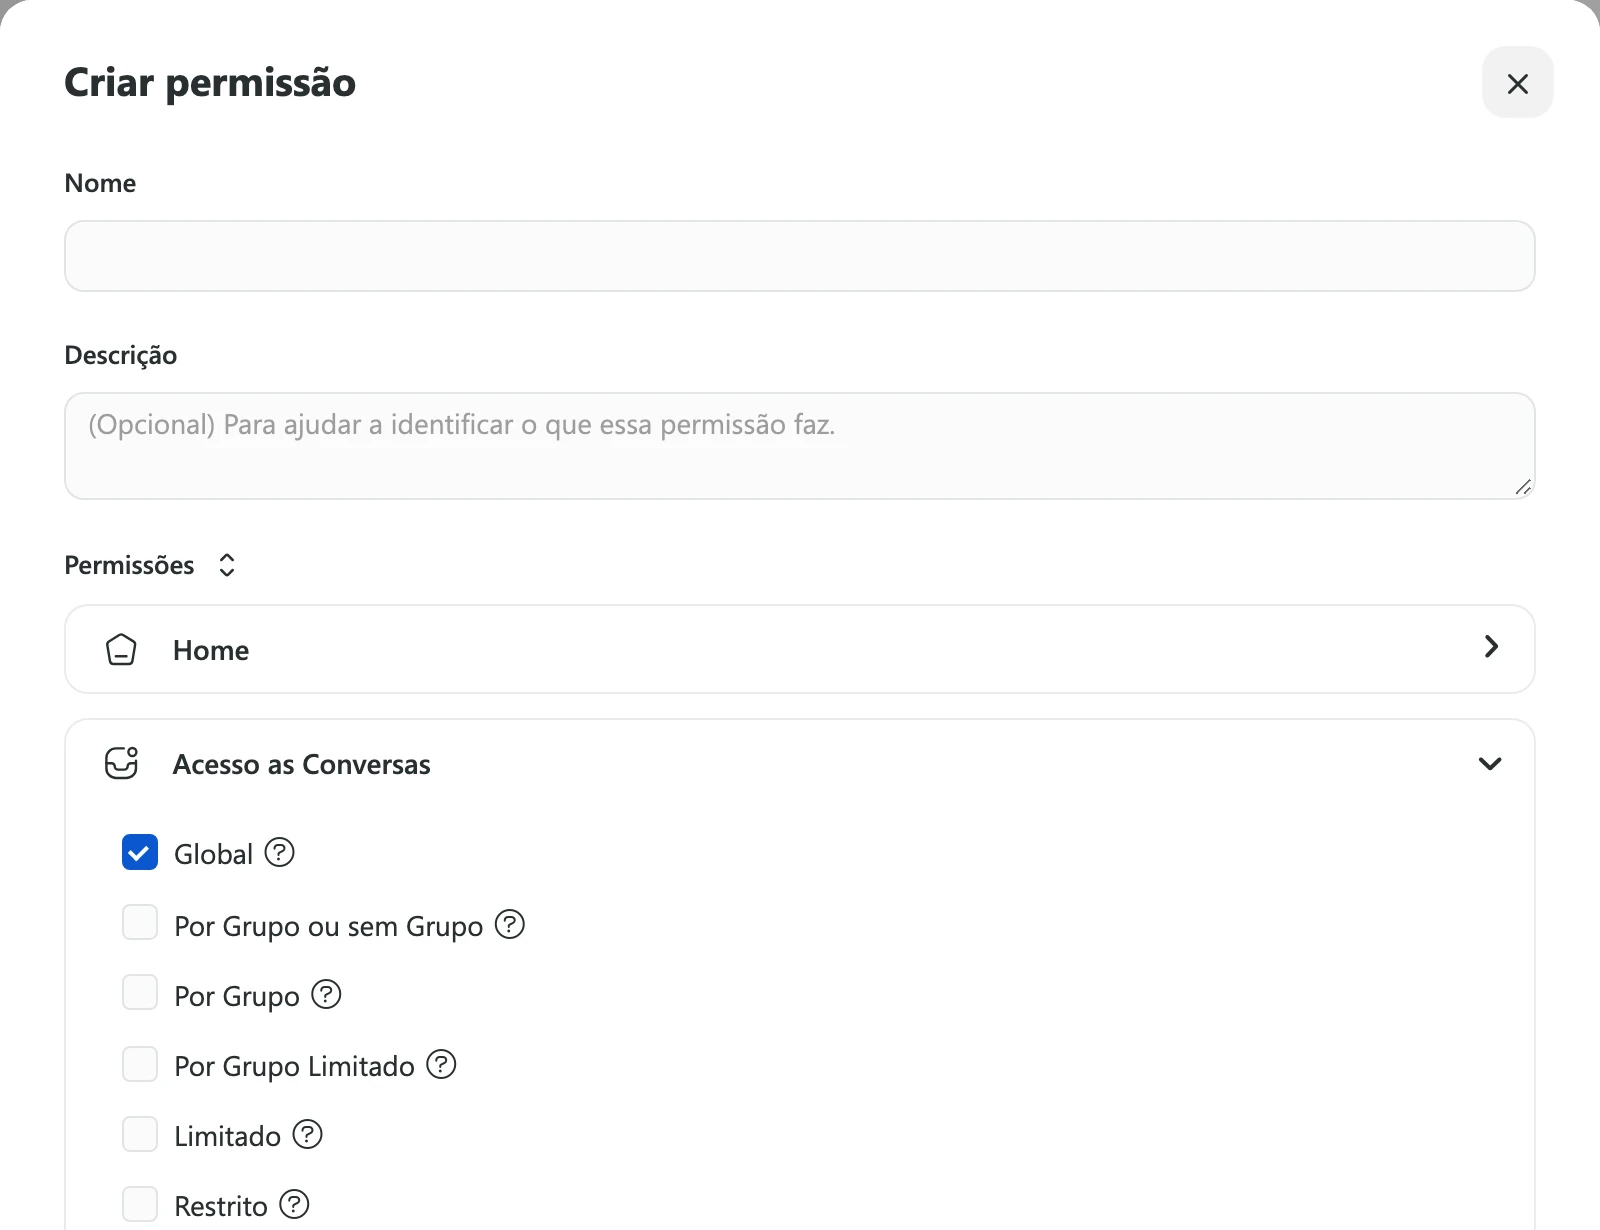 Criar permissão
Nome
Descrição
(Opcional) Para ajudar a identificar o que essa permissão faz.
Permissões
Home
Acesso as Conversas
Global
Por Grupo ou sem Grupo
Por Grupo
Por Grupo Limitado
Limitado
Restrito